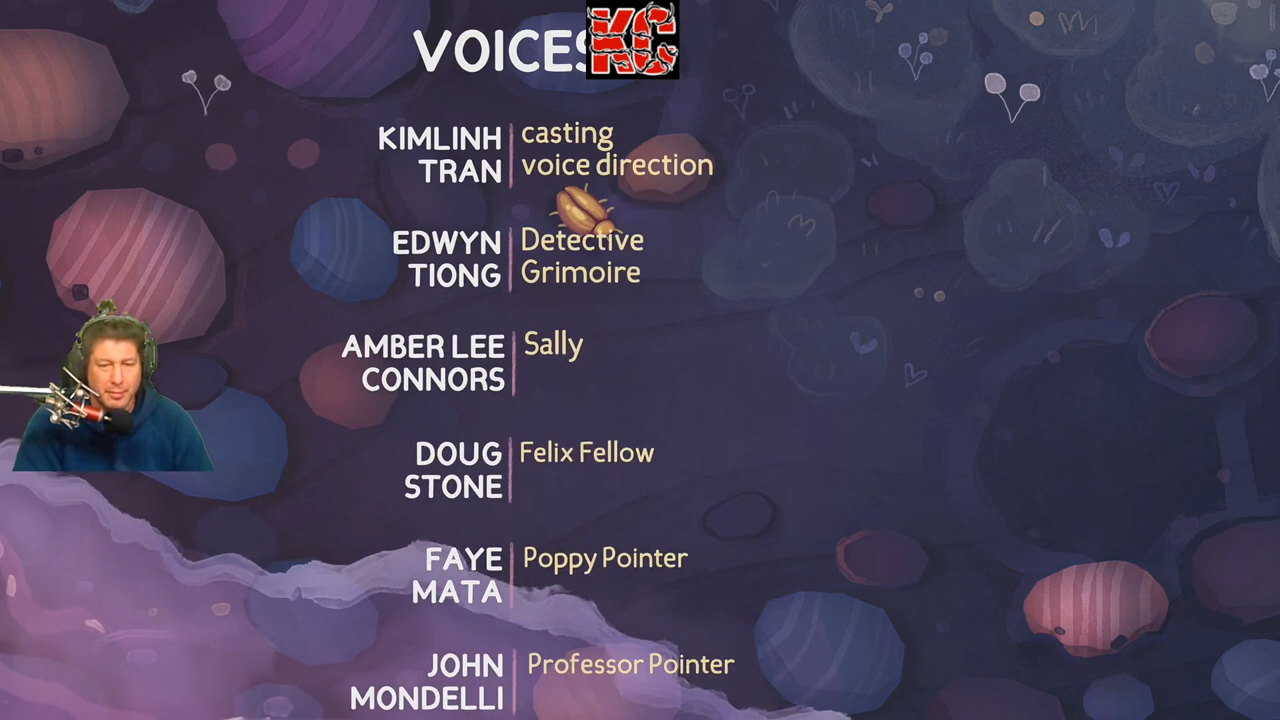 VOICES
KC
KIMLINH casting
TRAN voice direction
EDWYN Detective
TIONG Grimoire
AMBER LEE Sally
CONNORS
DOUG Felix Fellow
STONE
FAYE Poppy Pointer
MATA
JOHN Professor Pointer
MONDELLI